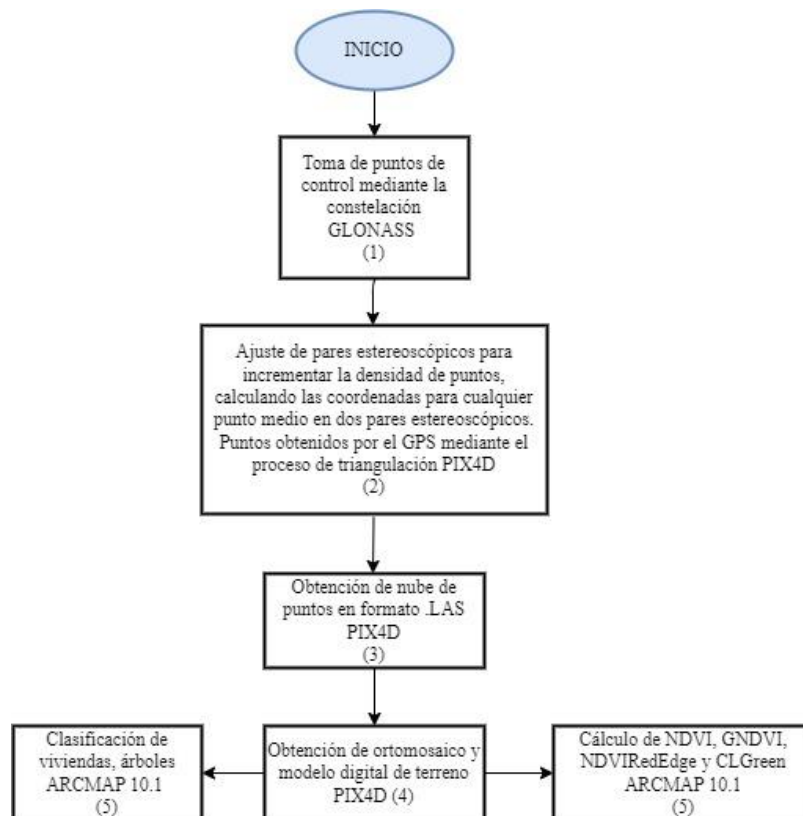 INICIO
Toma de puntos de
control mediante la
constelación
GLONASS
(1)
Ajuste de pares estereoscópicos para
incrementar la densidad de puntos,
calculando las coordenadas para cualquier
punto medio en dos pares estereoscópicos.
Puntos obtenidos por el GPS mediante el
proceso de triangulación PIX4D
(2)
Obtención de nube de
puntos en formato .LAS
PIX4D
(3)
Clasificación de
viviendas, árboles
ARCMAP 10.1
(5)
Obtención de ortomosaico y
modelo digital de terreno
PIX4D (4)
Cálculo de NDVI, GNDVI,
NDVIRedEdge y CLGreen
ARCMAP 10.1
(5)